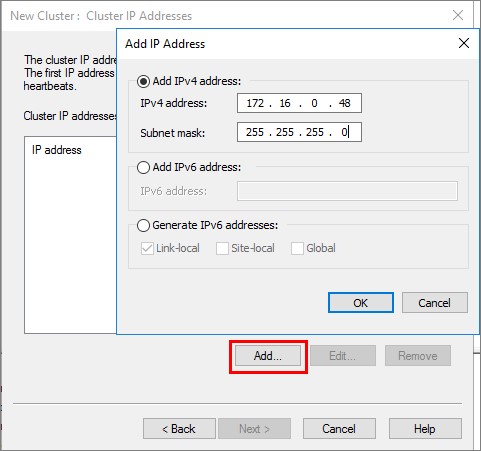 New Cluster : Cluster IP Addresses
The cluster IP addre
The first IP address
heartbeats.
Cluster IP addresses
IP address
Add IP Address
Add IPv4 address:
IPv4 address: 172 . 16 . 0 . 48
Subnet mask: 255 . 255 . 255 . 0
Add IPv6 address:
IPv6 address:
Generate IPv6 addresses:
Link-local Site-local Global
OK Cancel
Add... Edit... Remove
< Back Next > Cancel Help